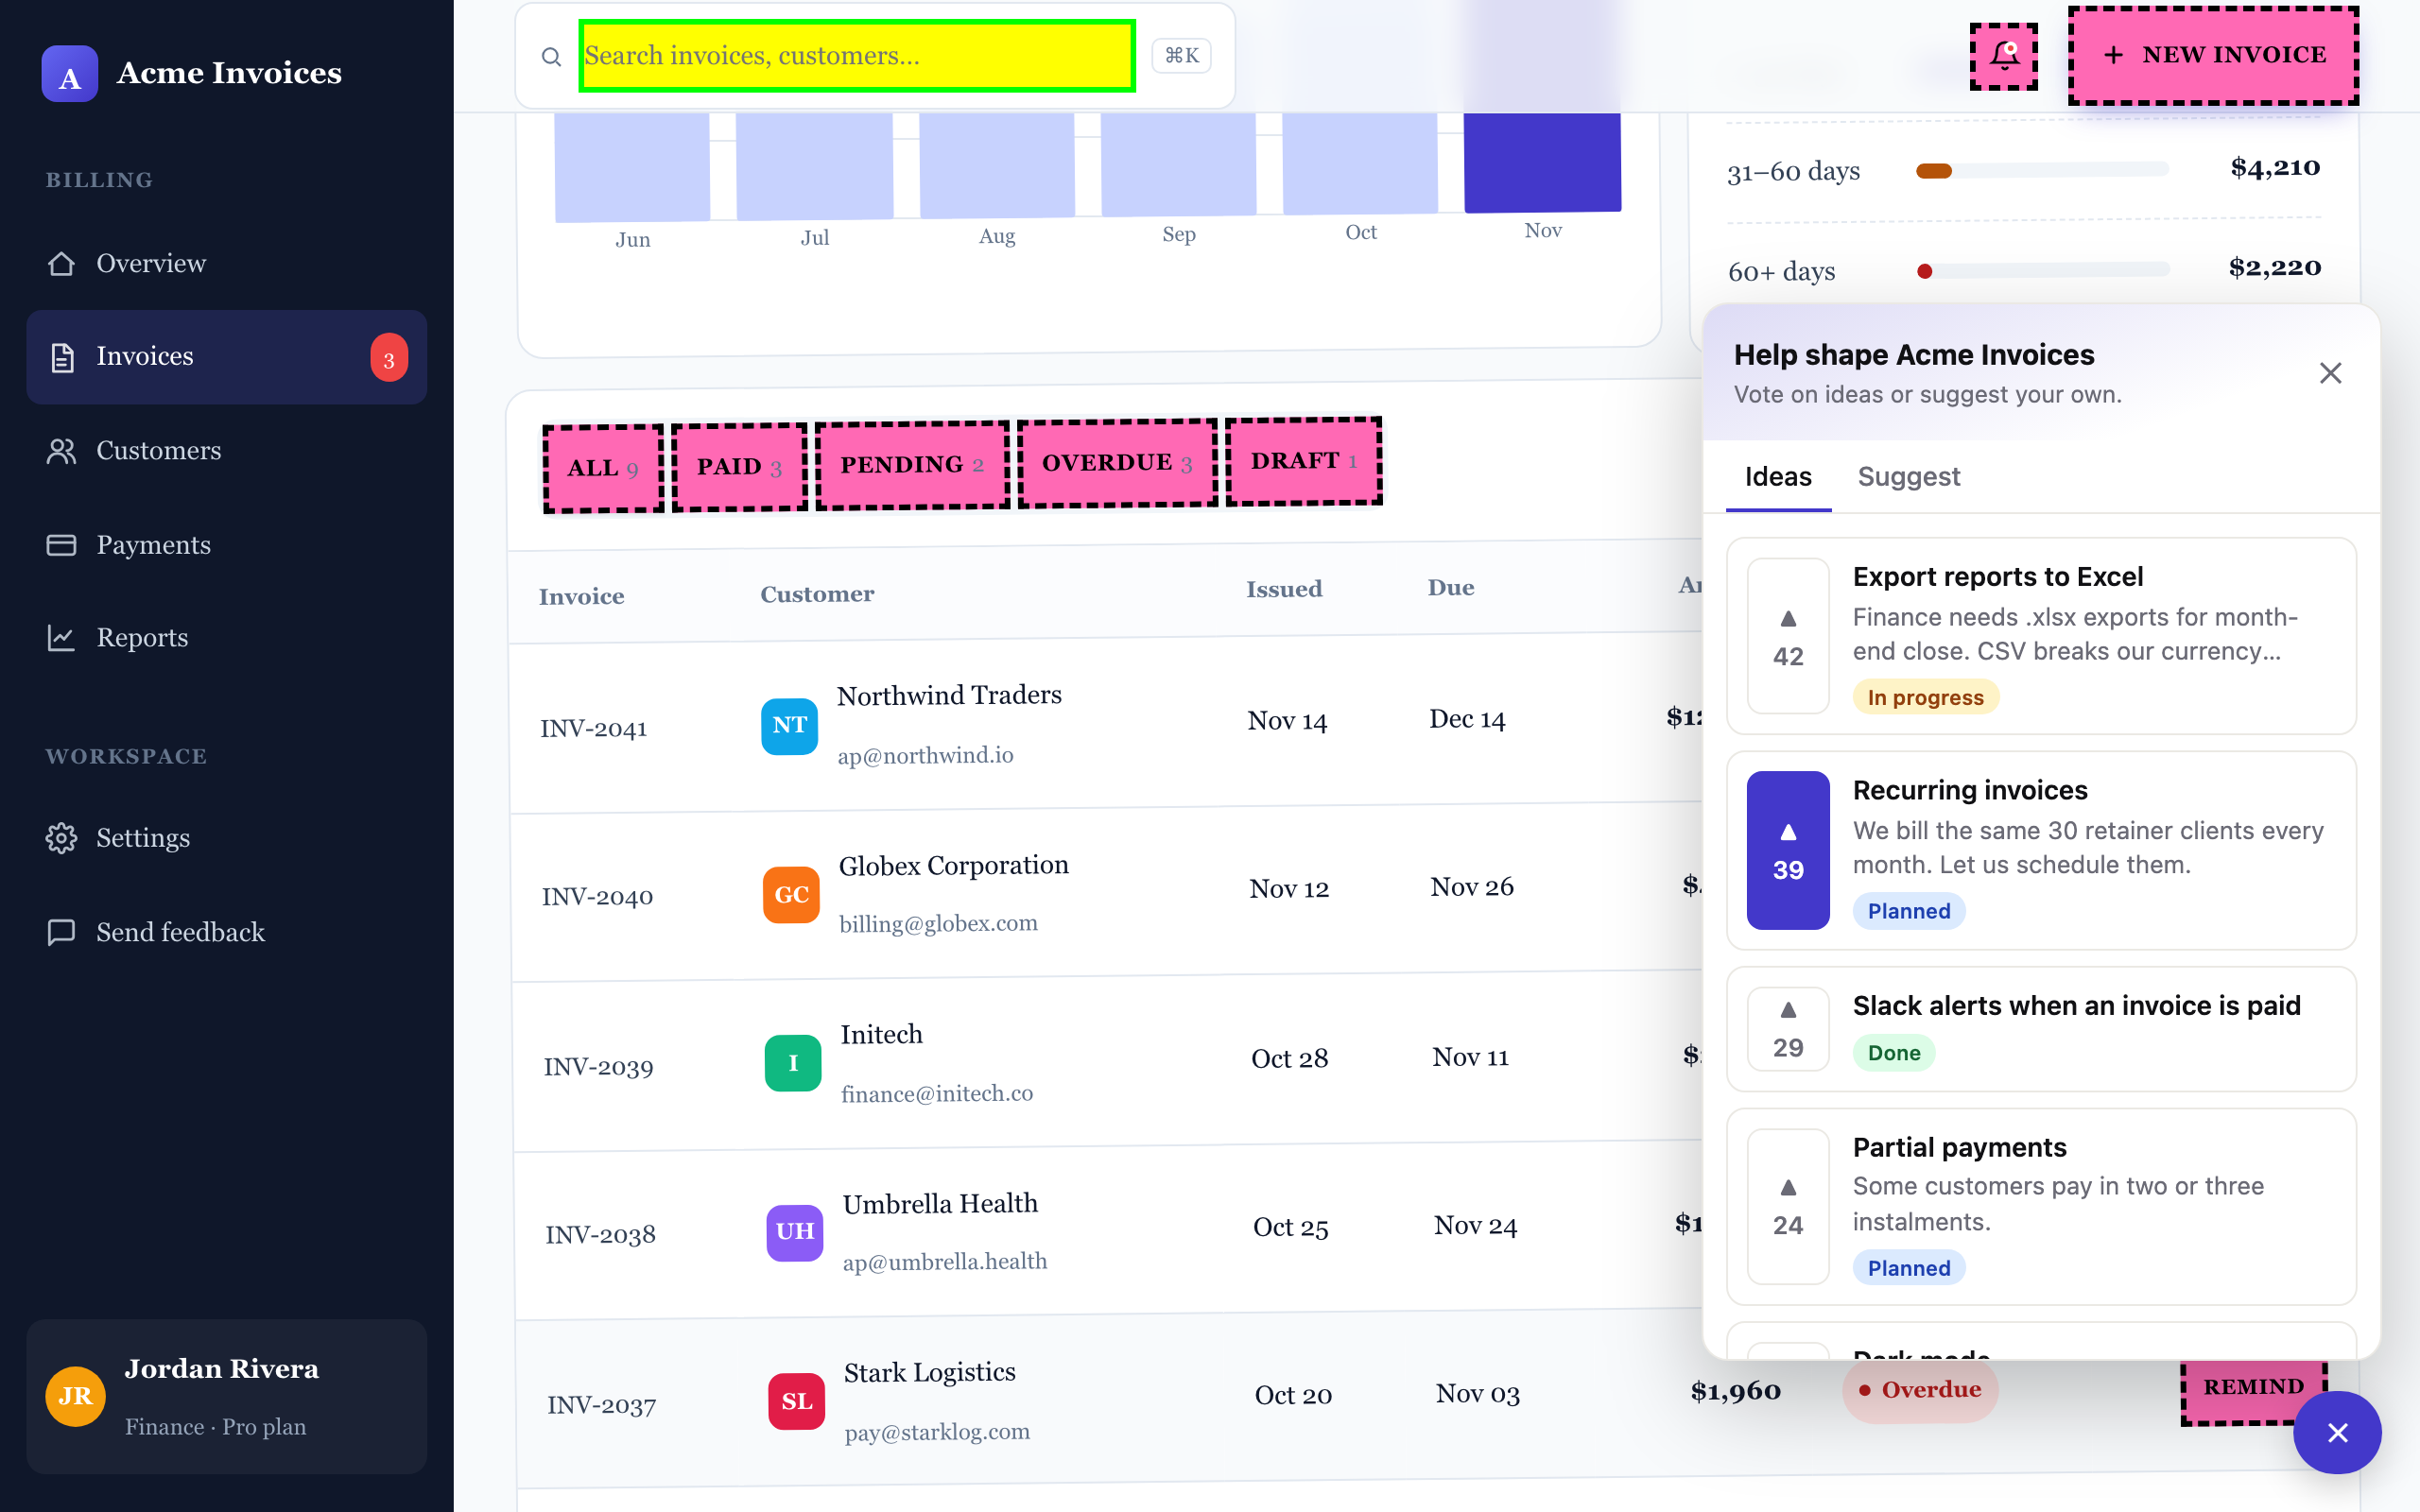 A Acme Invoices
BILLING
Overview
Invoices 3
Customers
Payments
Reports
WORKSPACE
Settings
Send feedback
JR Jordan Rivera
Finance · Pro plan
Search invoices, customers... ⌘K
+ NEW INVOICE
Jun Jul Aug Sep Oct Nov
31–60 days $4,210
60+ days $2,220
ALL 9 PAID 3 PENDING 2 OVERDUE 3 DRAFT 1
Invoice Customer Issued Due
INV-2041 NT Northwind Traders Nov 14 Dec 14
ap@northwind.io
INV-2040 GC Globex Corporation Nov 12 Nov 26
billing@globex.com
INV-2039 I Initech Oct 28 Nov 11
finance@initech.co
INV-2038 UH Umbrella Health Oct 25 Nov 24
ap@umbrella.health
INV-2037 SL Stark Logistics Oct 20 Nov 03 $1,960 Overdue REMIND
pay@starklog.com
Help shape Acme Invoices
Vote on ideas or suggest your own.
Ideas Suggest
42
Export reports to Excel
Finance needs .xlsx exports for month-
end close. CSV breaks our currency...
In progress
39
Recurring invoices
We bill the same 30 retainer clients every
month. Let us schedule them.
Planned
29
Slack alerts when an invoice is paid
Done
24
Partial payments
Some customers pay in two or three
instalments.
Planned
Dark mode